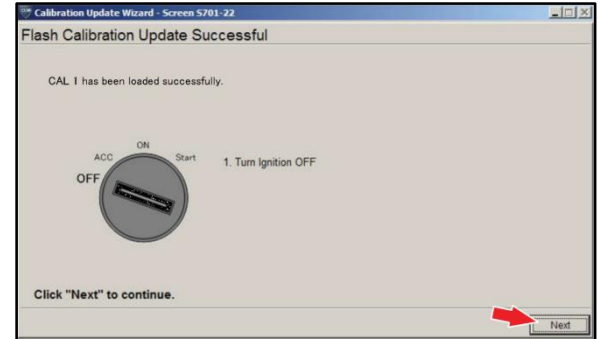 Calibration Update Wizard - Screen S701-22
Flash Calibration Update Successful
CAL 1 has been loaded successfully.
ON
ACC
Start
OFF
1. Turn Ignition OFF
Click "Next" to continue.
Next